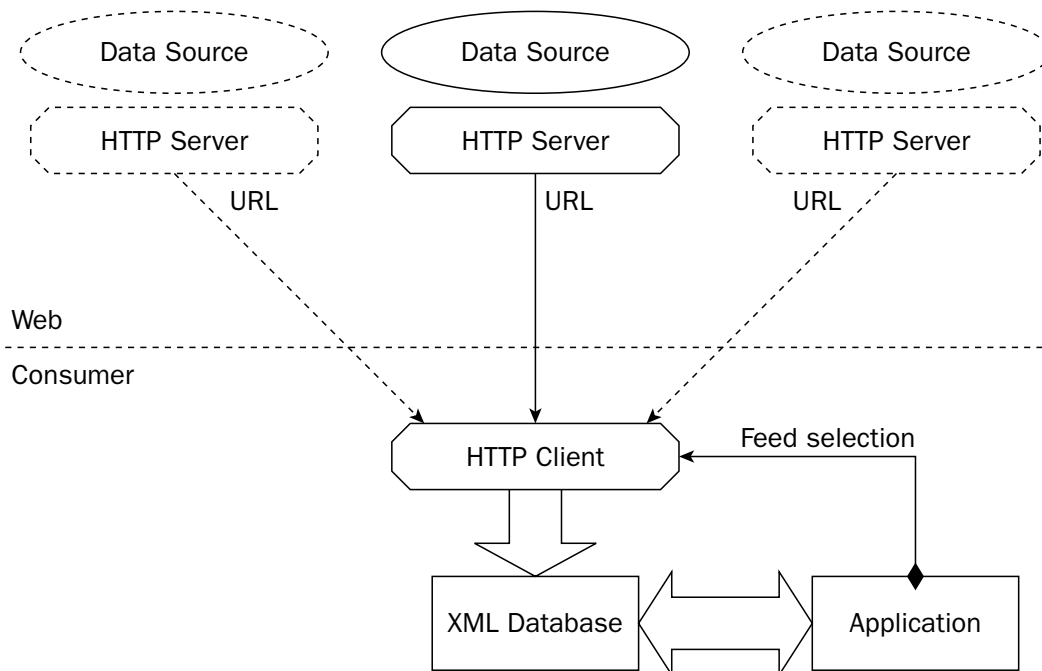 Data Source
Data Source
Data Source
HTTP Server
HTTP Server
HTTP Server
URL
URL
URL
Web
Consumer
Feed selection
HTTP Client
XML Database
Application